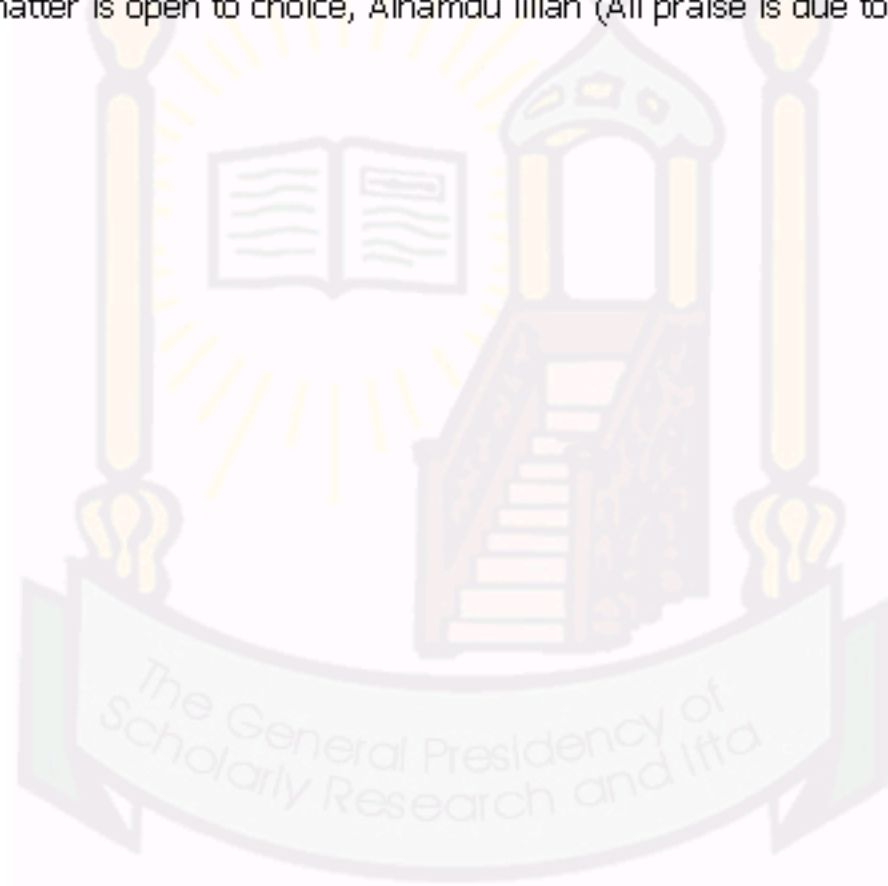 matter is open to choice, Alhamdu lillah (All praise is due to
The General Presidency of
Scholarly Research and Ifta